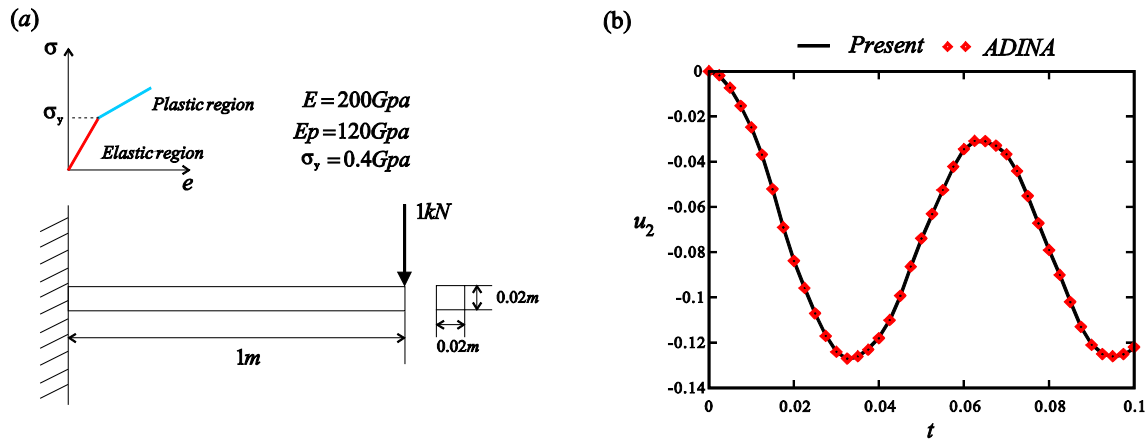 (a)
σ
σy
Plastic region
Elastic region
e
E = 200Gpa
Ep = 120Gpa
σy = 0.4Gpa
1kN
0.02m
0.02m
1m
(b)
Present
ADINA
0
-0.02
-0.04
-0.06
-0.08
-0.1
-0.12
-0.14
u2
0
0.02
0.04
0.06
0.08
0.1
t